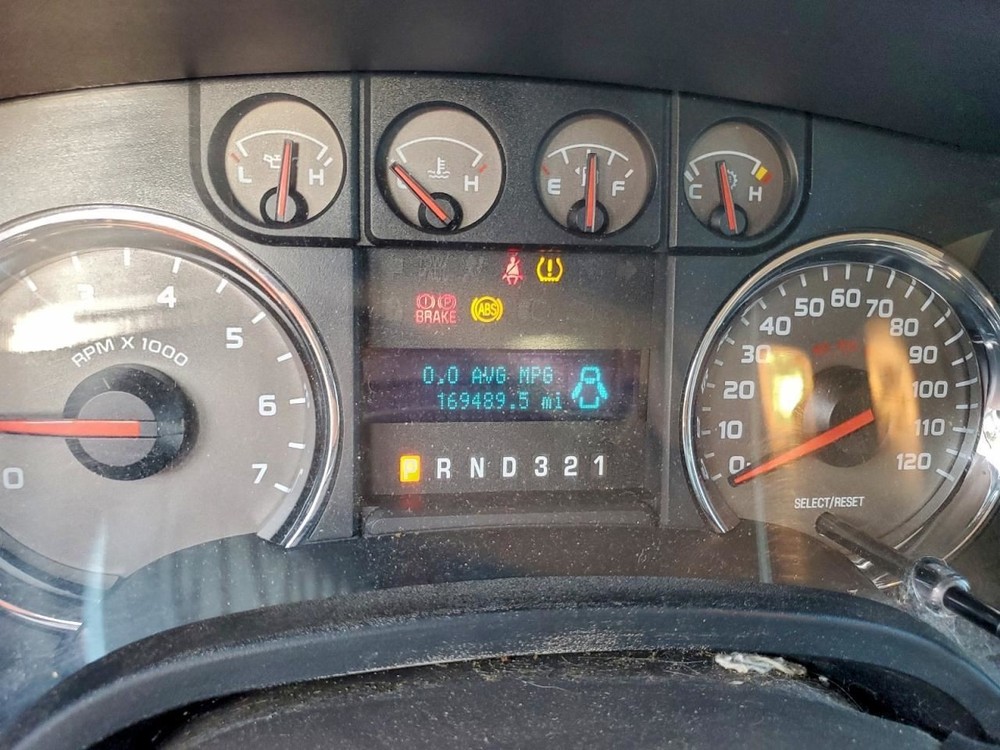 L H
H
E F
C H
BRAKE
ABS
3 4 5 6 7
0
RPM X 1000
0.0 AVG MPG
169489.5 mi
P R N D 3 2 1
0 10 20 30 40 50 60 70 80 90 100 110 120
SELECT/RESET